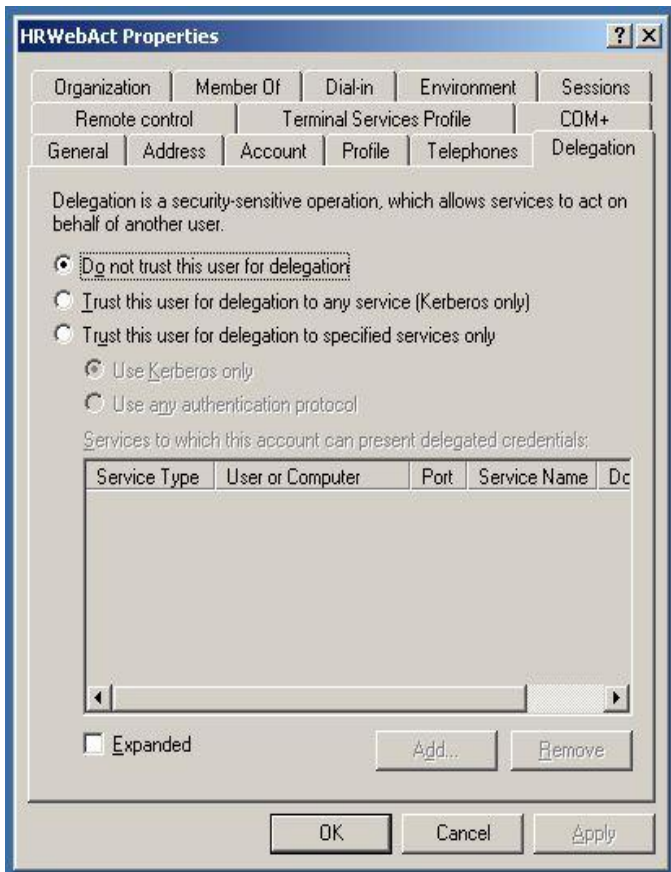 HRWebAct Properties
Organization Member Of Dial-in Environment Sessions
Remote control Terminal Services Profile COM+
General Address Account Profile Telephones Delegation
Delegation is a security-sensitive operation, which allows services to act on
behalf of another user.
Do not trust this user for delegation
Trust this user for delegation to any service (Kerberos only)
Trust this user for delegation to specified services only
Use Kerberos only
Use any authentication protocol
Services to which this account can present delegated credentials:
Service Type User or Computer Port Service Name Dc
Expanded Add... Remove
OK Cancel Apply